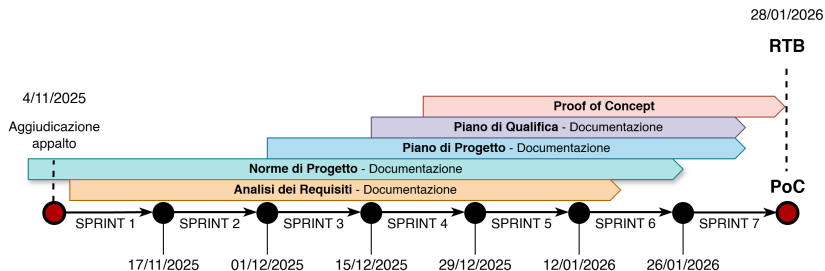 28/01/2026
RTB
4/11/2025
Aggiudicazione
appalto
Proof of Concept
Piano di Qualifica - Documentazione
Piano di Progetto - Documentazione
Norme di Progetto - Documentazione
Analisi dei Requisiti - Documentazione
PoC
SPRINT 1 SPRINT 2 SPRINT 3 SPRINT 4 SPRINT 5 SPRINT 6 SPRINT 7
17/11/2025 01/12/2025 15/12/2025 29/12/2025 12/01/2026 26/01/2026